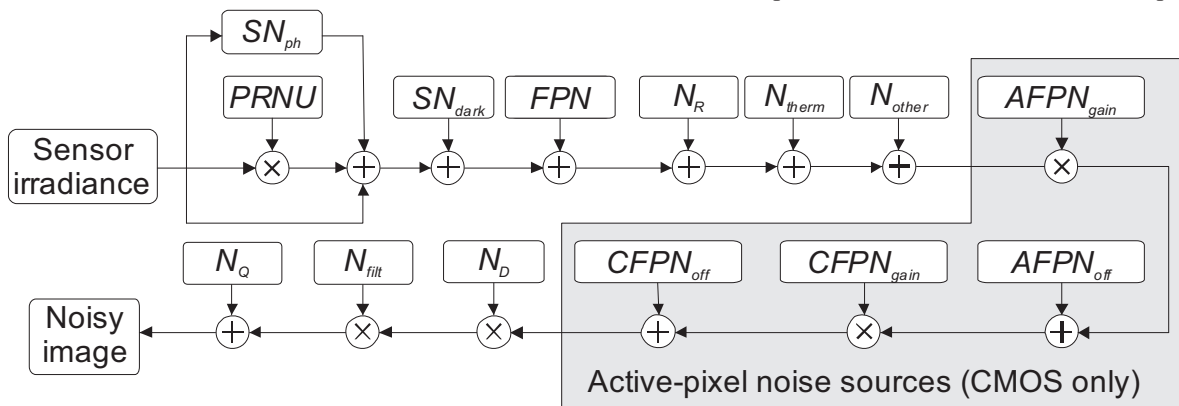 SN_ph
PRNU
SN_dark
FPN
N_R
N_therm
N_other
AFPN_gain
Sensor
irradiance
N_Q
N_filt
N_D
CFPN_off
CFPN_gain
AFPN_off
Noisy
image
Active-pixel noise sources (CMOS only)